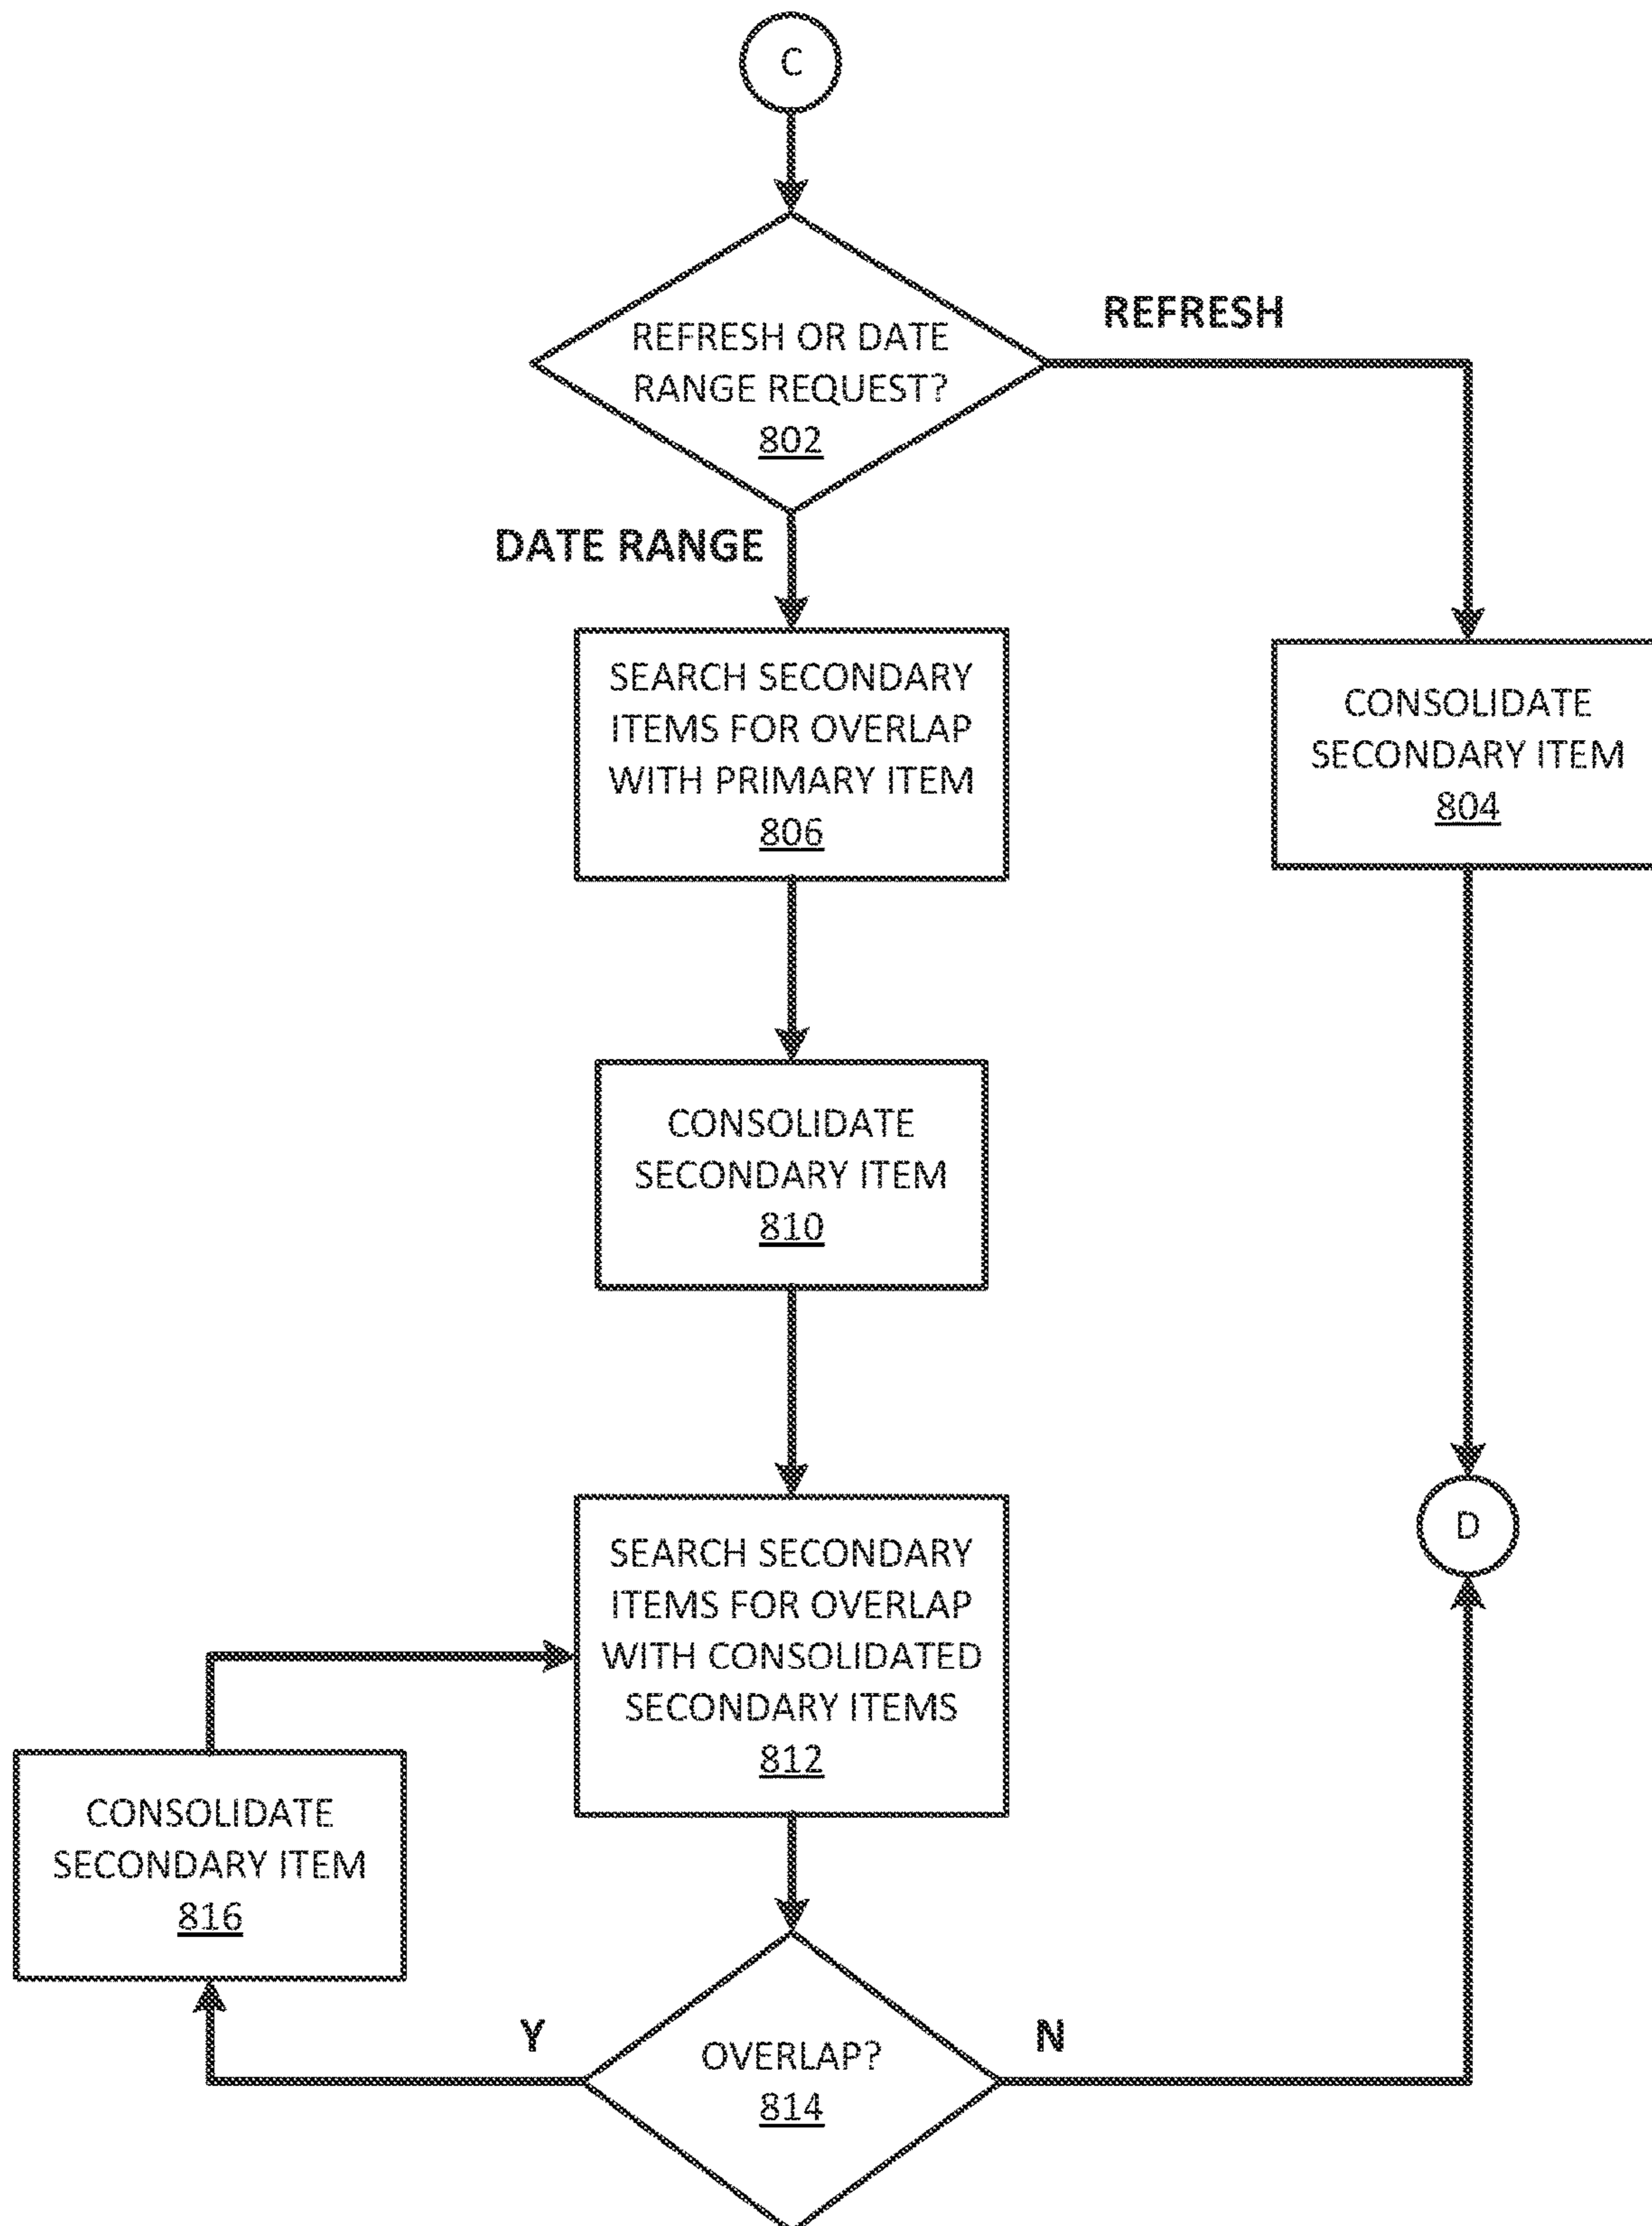 C
REFRESH OR DATE
RANGE REQUEST?
802
REFRESH
DATE RANGE
SEARCH SECONDARY
ITEMS FOR OVERLAP
WITH PRIMARY ITEM
806
CONSOLIDATE
SECONDARY ITEM
804
CONSOLIDATE
SECONDARY ITEM
810
SEARCH SECONDARY
ITEMS FOR OVERLAP
WITH CONSOLIDATED
SECONDARY ITEMS
812
D
CONSOLIDATE
SECONDARY ITEM
816
Y
OVERLAP?
814
N